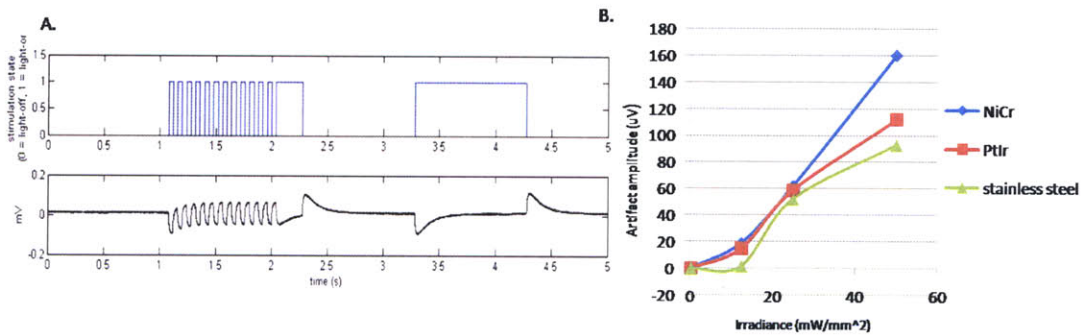 A.
stimulation state
(0 = light-off, 1 = light-or
1.5
1
0.5
0
0 0.5 1 1.5 2 2.5 3 3.5 4 4.5 5
mV
0.2
0
-0.2
0 0.5 1 1.5 2 2.5 3 3.5 4 4.5 5
time (s)
B.
Artifact amplitude (uV)
180
160
140
120
100
80
60
40
20
0
-20
0 20 40 60
Irradiance (mW/mm^2)
NiCr
PtIr
stainless steel